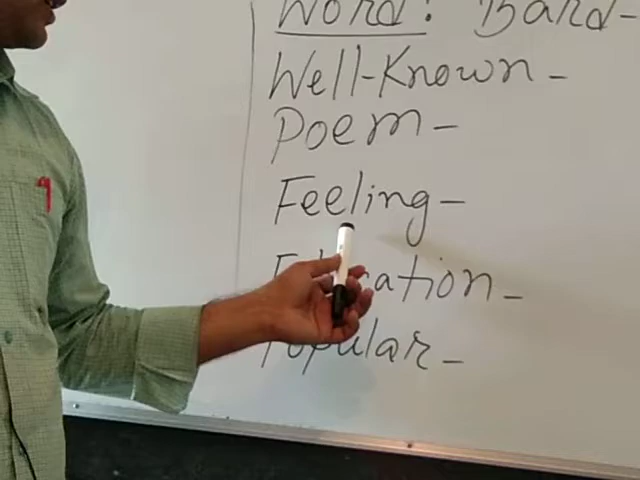 Word: Bard-
Well-Known -
Poem -
Feeling -
Education -
Popular -